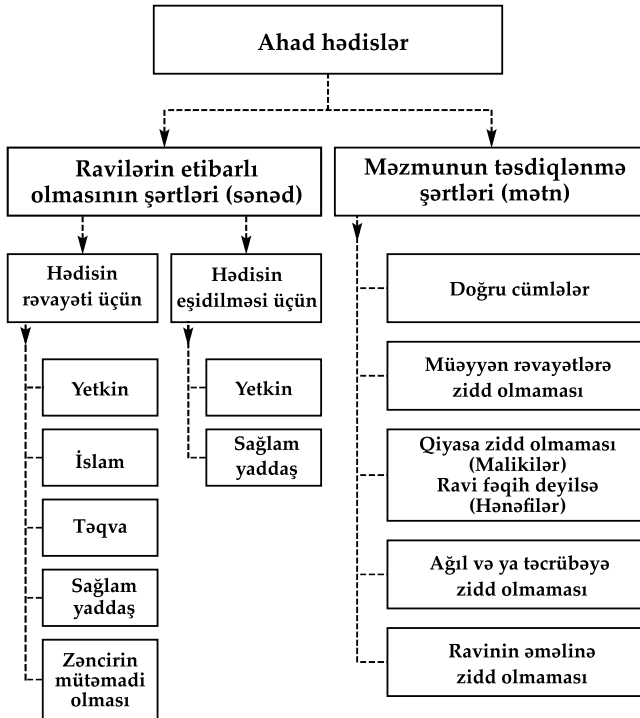 Ahad hədislər
Ravilərin etibarlı
olmasının şərtləri (sənəd)
Məzmunun təsdiqlənmə
şərtləri (mətn)
Hədisin
rəvayəti üçün
Hədisin
eşidilməsi üçün
Yetkin
İslam
Təqva
Sağlam
yaddaş
Zəncirin
mütəmadi
olması
Yetkin
Sağlam
yaddaş
Doğru cümlələr
Müəyyən rəvayətlərə
zidd olmaması
Qiyasa zidd olmaması
(Malikilər)
Ravi fəqih deyilsə
(Hənəfilər)
Ağıl və ya təcrübəyə
zidd olmaması
Ravinin əməlinə
zidd olmaması